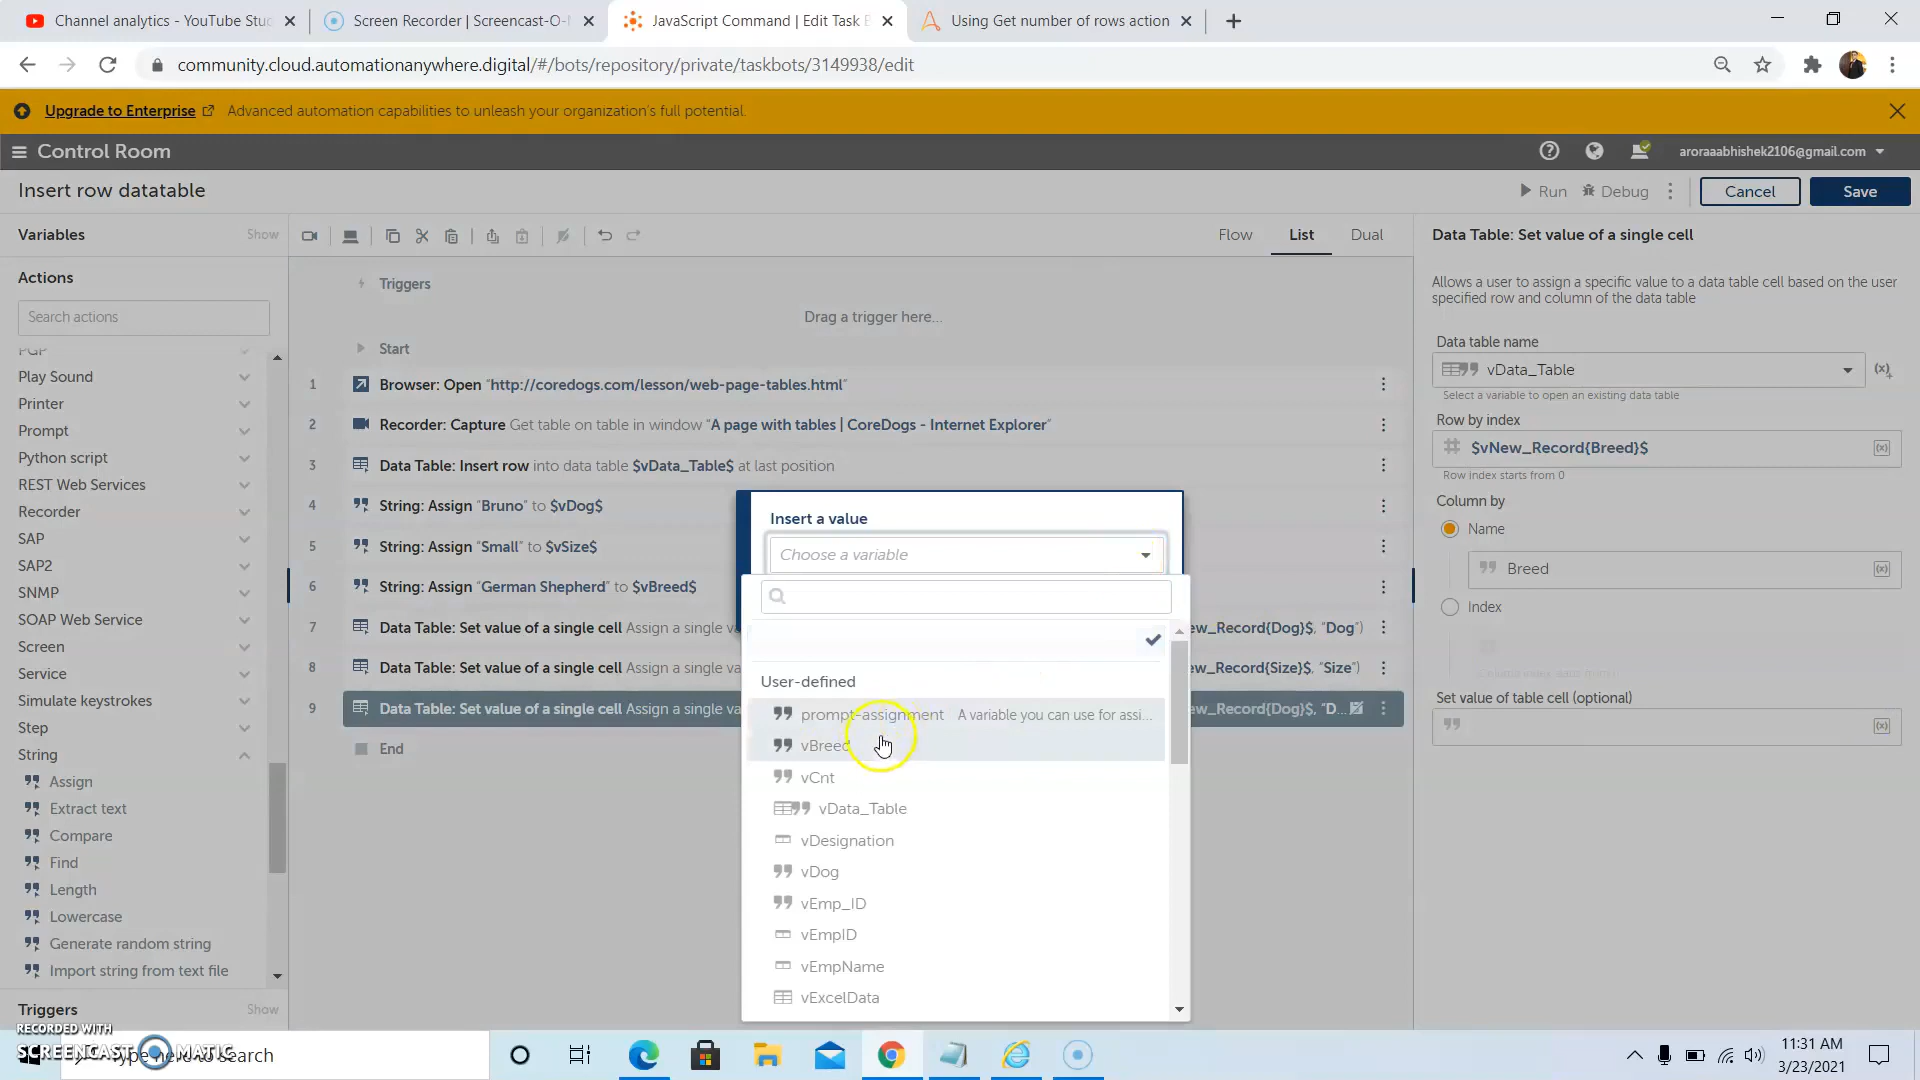 Channel analytics - YouTube Stu
Screen Recorder | Screencast-O-
JavaScript Command | Edit Task B
Using Get number of rows action
community.cloud.automationanywhere.digital/#/bots/repository/private/taskbots/3149938/edit
Upgrade to Enterprise
Advanced automation capabilities to unleash your organization's full potential.
Control Room
aroraaabhishek2106@gmail.com
Insert row datatable
Run
Debug
Cancel
Save
Variables
Show
Flow
List
Dual
Data Table: Set value of a single cell
Actions
Search actions
PGP
Play Sound
Printer
Prompt
Python script
REST Web Services
Recorder
SAP
SAP2
SNMP
SOAP Web Service
Screen
Service
Simulate keystrokes
Step
String
Assign
Extract text
Compare
Find
Length
Lowercase
Generate random string
Import string from text file
Triggers
Show
Triggers
Drag a trigger here...
Start
1 Browser: Open "http://coredogs.com/lesson/web-page-tables.html"
2 Recorder: Capture Get table on table in window "A page with tables | CoreDogs - Internet Explorer"
3 Data Table: Insert row into data table $vData_Table$ at last position
4 String: Assign "Bruno" to $vDog$
5 String: Assign "Small" to $vSize$
6 String: Assign "German Shepherd" to $vBreed$
7 Data Table: Set value of a single cell Assign a single va
ew_Record{Dog}$, "Dog")
8 Data Table: Set value of a single cell Assign a single va
ew_Record{Size}$, "Size")
9 Data Table: Set value of a single cell Assign a single va
ew_Record{Dog}$, "D...
End
Insert a value
Choose a variable
User-defined
prompt-assignment A variable you can use for assi...
vBreed
vCnt
vData_Table
vDesignation
vDog
vEmp_ID
vEmpID
vEmpName
vExcelData
Allows a user to assign a specific value to a data table cell based on the user
specified row and column of the data table
Data table name
vData_Table
(x)
Select a variable to open an existing data table
Row by index
$vNew_Record{Breed}$
(x)
Row index starts from 0
Column by
Name
Breed
(x)
Index
Set value of table cell (optional)
(x)
RECORDED WITH
SCREENCAST MATIC
Type here to search
11:31 AM
3/23/2021